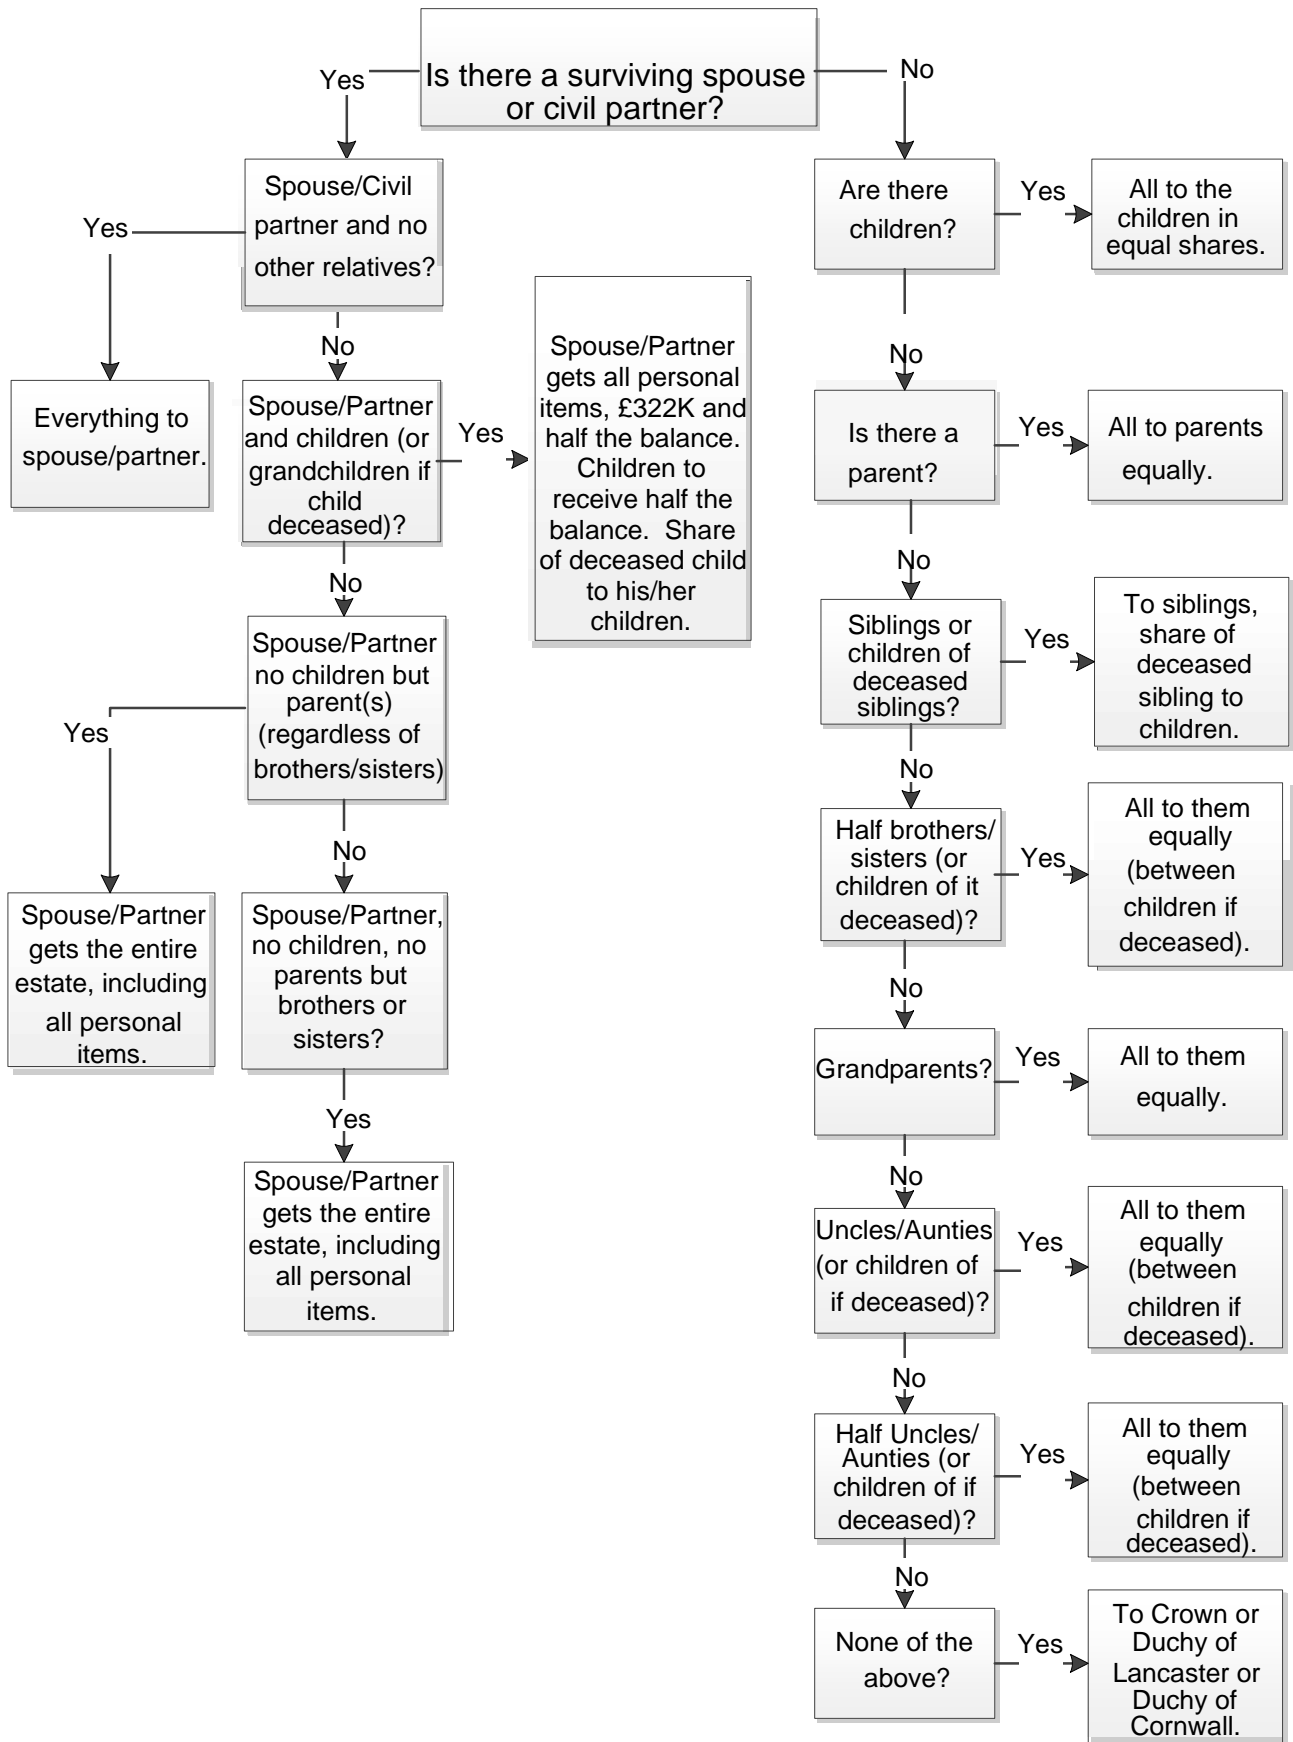 Is there a surviving spouse
or civil partner?
Yes
No
Spouse/Civil
partner and no
other relatives?
Yes
Everything to
spouse/partner.
No
Spouse/Partner
and children (or
grandchildren if
child
deceased)?
Yes
Spouse/Partner
gets all personal
items, £322K and
half the balance.
Children to
receive half the
balance. Share
of deceased child
to his/her
children.
No
Spouse/Partner
no children but
parent(s)
(regardless of
brothers/sisters)
Yes
Spouse/Partner
gets the entire
estate, including
all personal
items.
No
Spouse/Partner,
no children, no
parents but
brothers or
sisters?
Yes
Spouse/Partner
gets the entire
estate, including
all personal
items.
Are there
children?
Yes
All to the
children in
equal shares.
No
Is there a
parent?
Yes
All to parents
equally.
No
Siblings or
children of
deceased
siblings?
Yes
To siblings,
share of
deceased
sibling to
children.
No
Half brothers/
sisters (or
children of it
deceased)?
Yes
All to them
equally
(between
children if
deceased).
No
Grandparents?
Yes
All to them
equally.
No
Uncles/Aunties
(or children of
if deceased)?
Yes
All to them
equally
(between
children if
deceased).
No
Half Uncles/
Aunties (or
children of if
deceased)?
Yes
All to them
equally
(between
children if
deceased).
No
None of the
above?
Yes
To Crown or
Duchy of
Lancaster or
Duchy of
Cornwall.